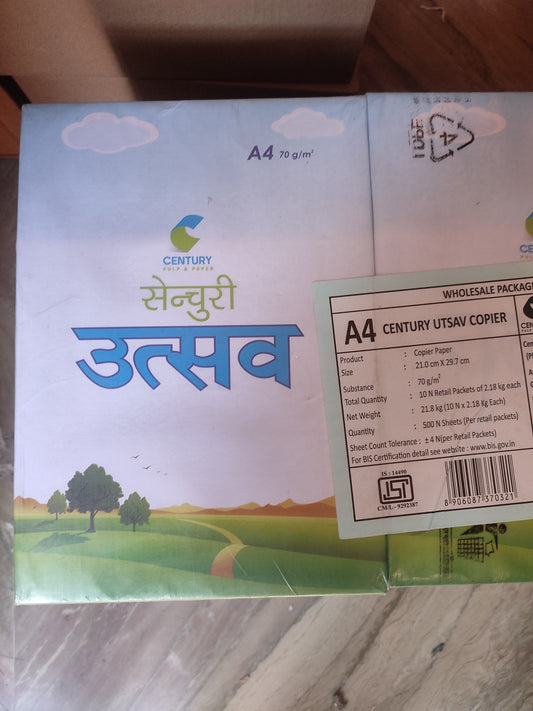 A4 70 g/m²
CENTURY
PULP & PAPER
सेन्चुरी
उत्सव
WHOLESALE PACKAGE
A4 CENTURY UTSAV COPIER
Product : Copier Paper
Size : 21.0 cm X 29.7 cm
Substance : 70 g/m²
Total Quantity : 10 N Retail Packets of 2.18 kg each
Net Weight : 21.8 kg (10 N x 2.18 Kg Each)
Quantity : 500 N Sheets (Per retail packets)
Sheet Count Tolerance : ± 4 N(per Retail Packets)
For BIS Certification detail see website : www.bis.gov.in
IS : 14490
ISI
CM/L - 9292387
8 906087 370321
4